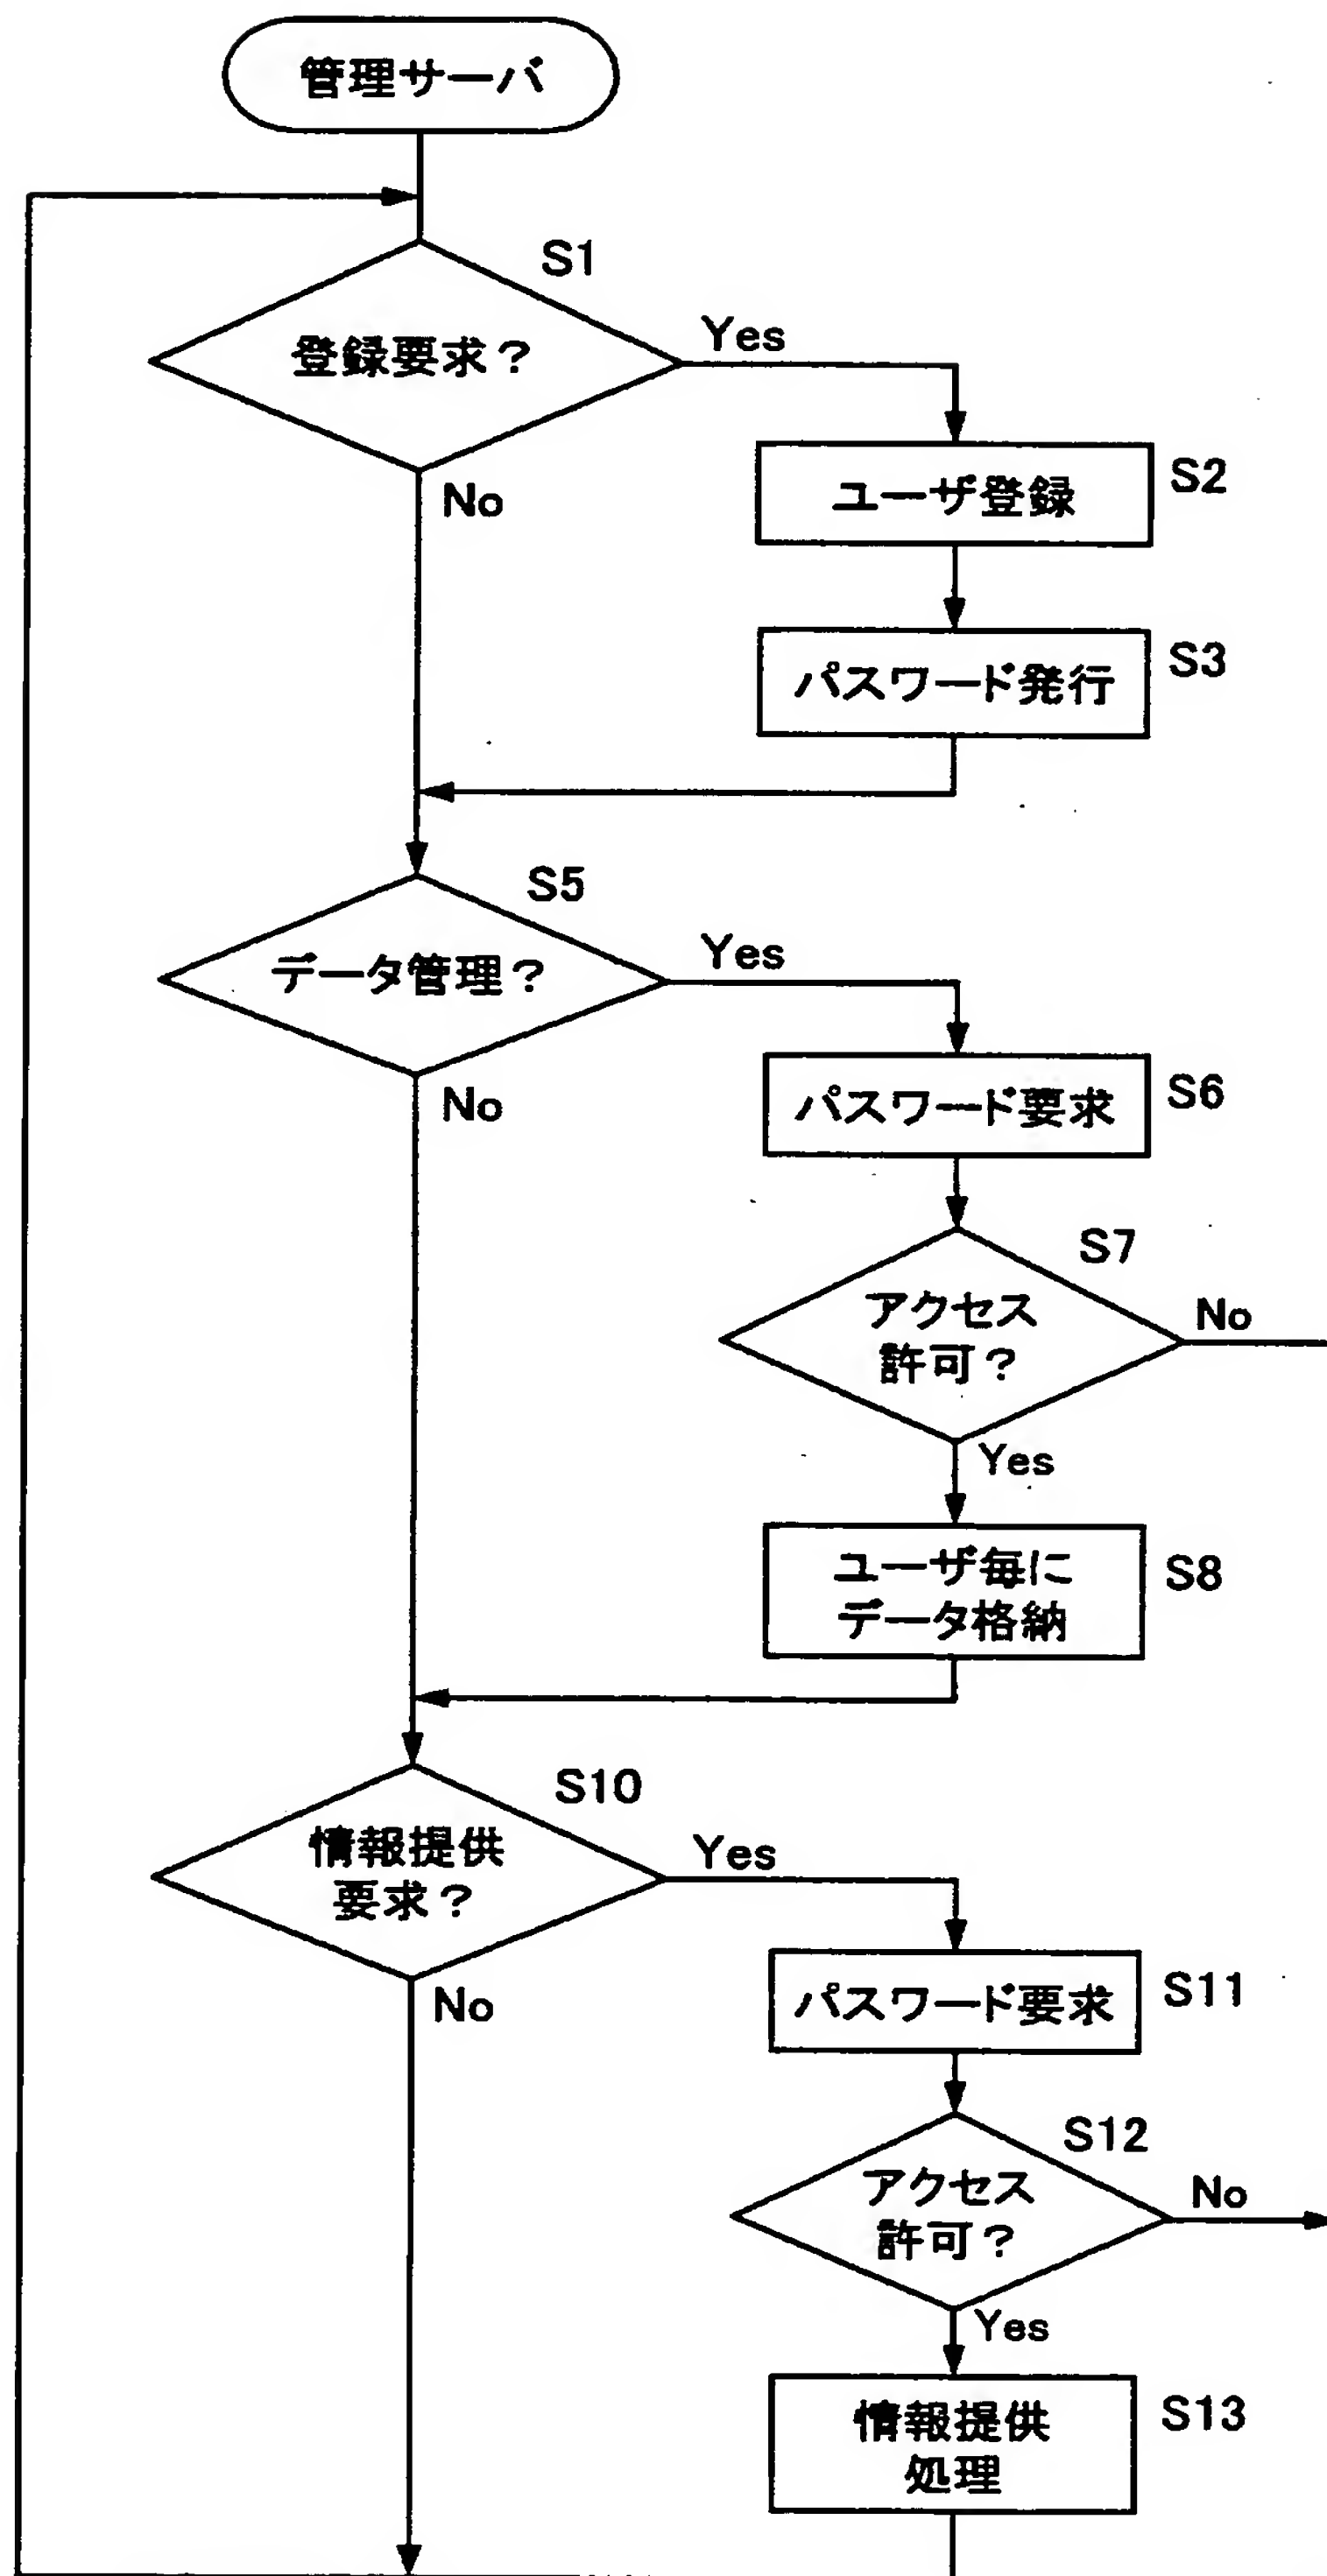 管理サーバ
S1
登録要求？
Yes
No
S2
ユーザ登録
S3
パスワード発行
S5
データ管理？
Yes
No
S6
パスワード要求
S7
アクセス
許可？
No
Yes
S8
ユーザ毎に
データ格納
S10
情報提供
要求？
Yes
No
S11
パスワード要求
S12
アクセス
許可？
No
Yes
S13
情報提供
処理